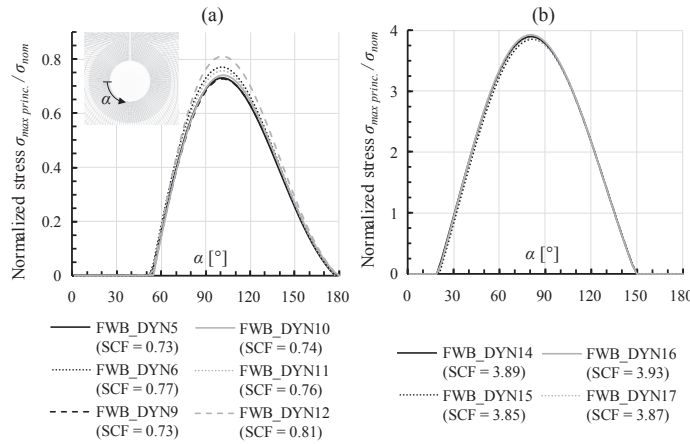 (a)
Normalized stress σmax princ. / σnom
0.8
0.6
0.4
0.2
0
α
α [°]
0 30 60 90 120 150 180
FWB_DYN5
(SCF = 0.73)
FWB_DYN10
(SCF = 0.74)
FWB_DYN6
(SCF = 0.77)
FWB_DYN11
(SCF = 0.76)
FWB_DYN9
(SCF = 0.73)
FWB_DYN12
(SCF = 0.81)
(b)
Normalized stress σmax princ. / σnom
4
3
2
1
0
α [°]
0 30 60 90 120 150 180
FWB_DYN14
(SCF = 3.89)
FWB_DYN16
(SCF = 3.93)
FWB_DYN15
(SCF = 3.85)
FWB_DYN17
(SCF = 3.87)